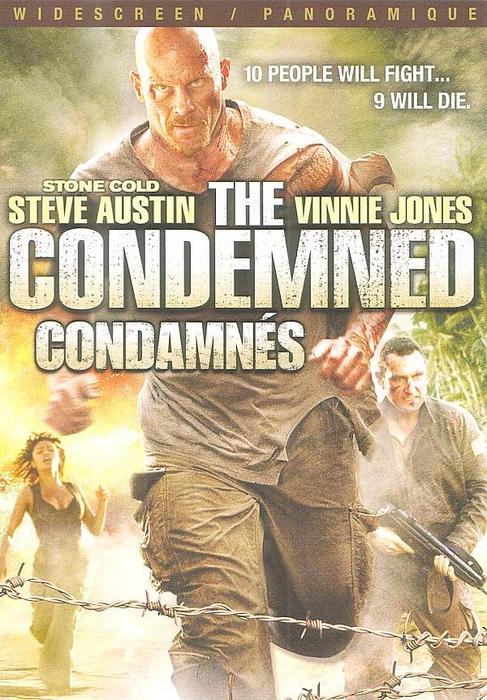 WIDESCREEN / PANORAMIQUE
10 PEOPLE WILL FIGHT...
9 WILL DIE.
STONE COLD
STEVE AUSTIN THE VINNIE JONES
CONDEMNED
CONDAMNÉS